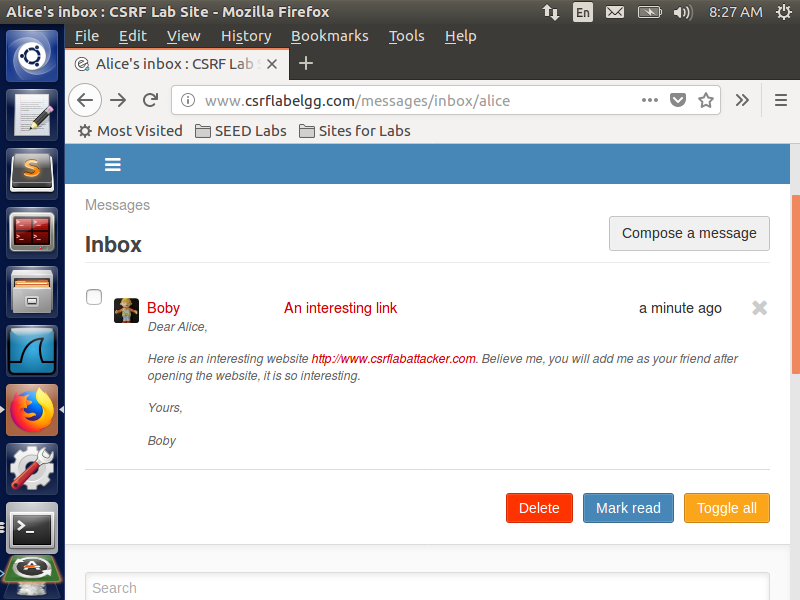 Alice's inbox : CSRF Lab Site - Mozilla Firefox
En
8:27 AM
File Edit View History Bookmarks Tools Help
Alice's inbox : CSRF Lab
www.csrflabelgg.com/messages/inbox/alice
Most Visited SEED Labs Sites for Labs
Messages
Inbox
Compose a message
Boby An interesting link a minute ago
Dear Alice,
Here is an interesting website http://www.csrflabattacker.com. Believe me, you will add me as your friend after
opening the website, it is so interesting.
Yours,
Boby
Delete Mark read Toggle all
Search